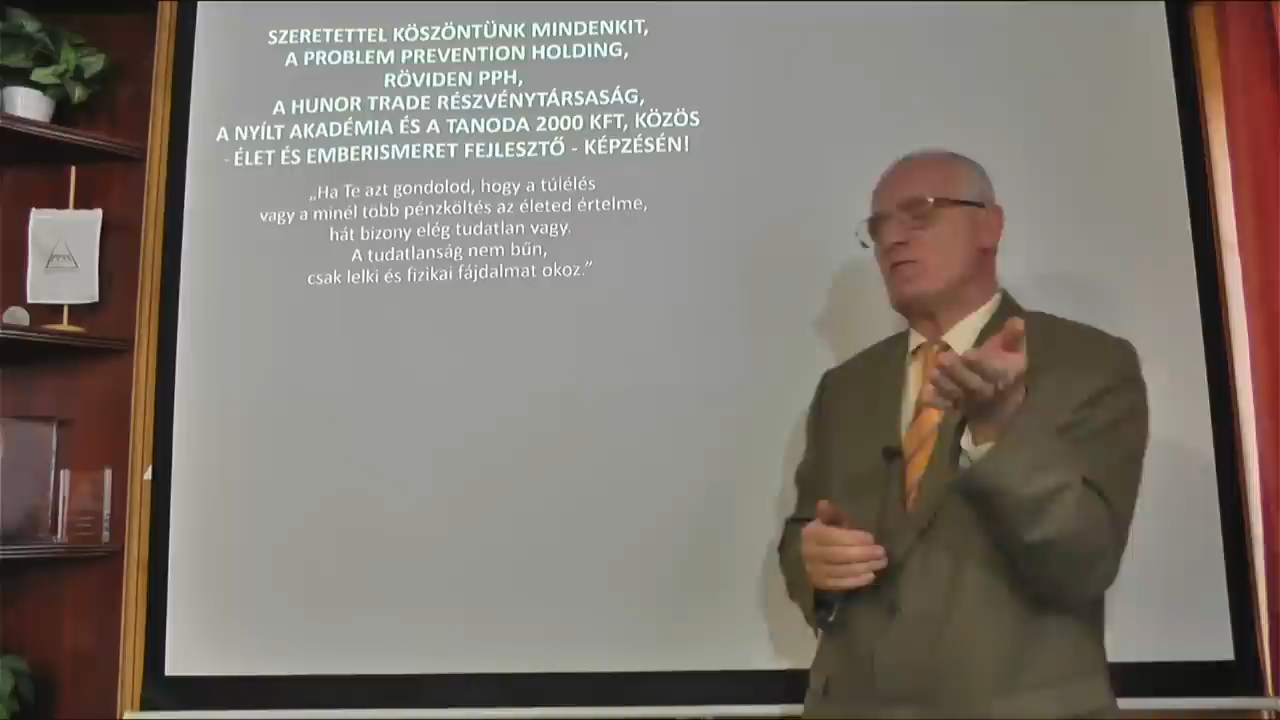 SZERETETTEL KÖSZÖNTÜNK MINDENKIT,
A PROBLEM PREVENTION HOLDING,
RÖVIDEN PPH,
A HUNOR TRADE RÉSZVÉNYTÁRSASÁG,
A NYÍLT AKADÉMIA ÉS A TANODA 2000 KFT, KÖZÖS
- ÉLET ÉS EMBERISMERET FEJLESZTŐ - KÉPZÉSÉN!
„Ha Te azt gondolod, hogy a túlélés
vagy a minél több pénzköltés az életed értelme,
hát bizony elég tudatlan vagy.
A tudatlanság nem bűn,
csak lelki és fizikai fájdalmat okoz.”